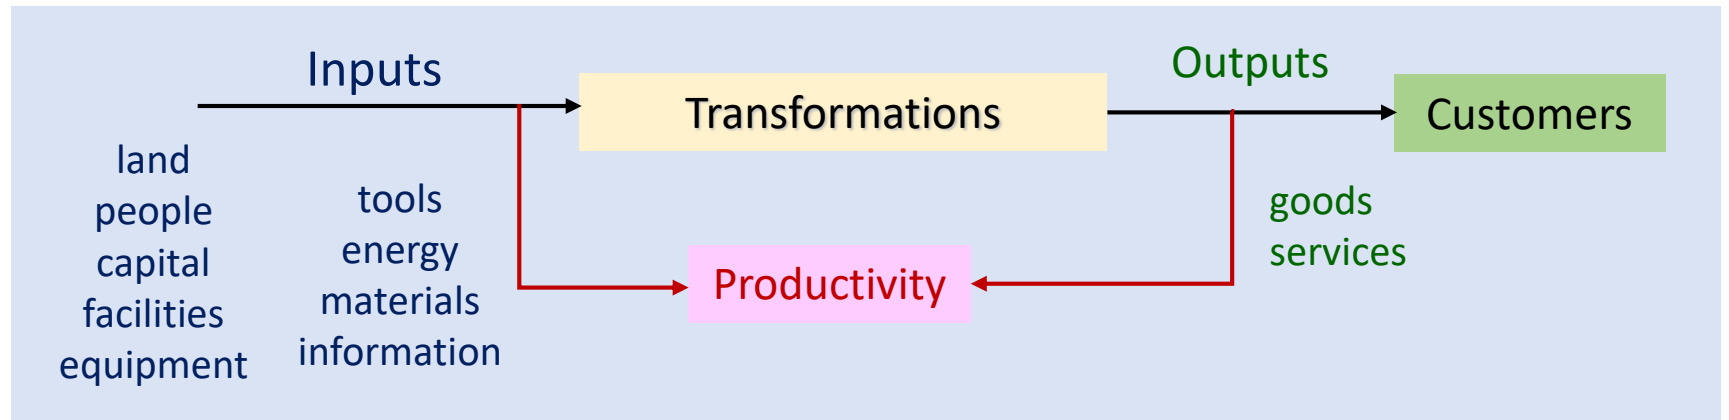 Inputs
Transformations
Outputs
Customers
land
people
capital
facilities
equipment
tools
energy
materials
information
Productivity
goods
services